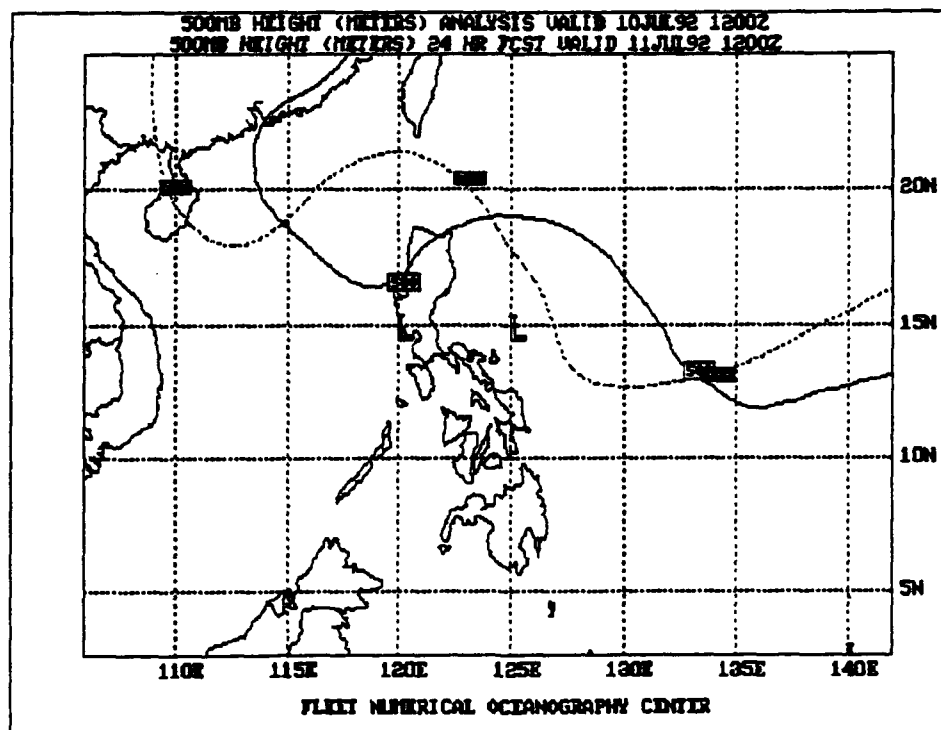 500MB HEIGHT (METERS) ANALYSIS VALID 10JUL92 1200Z
500MB HEIGHT (METERS) 24 HR FCST VALID 11JUL92 1200Z
20N
L L 15N
10N
5N
110E 115E 120E 125E 130E 135E 140E
FLEET NUMERICAL OCEANOGRAPHY CENTER